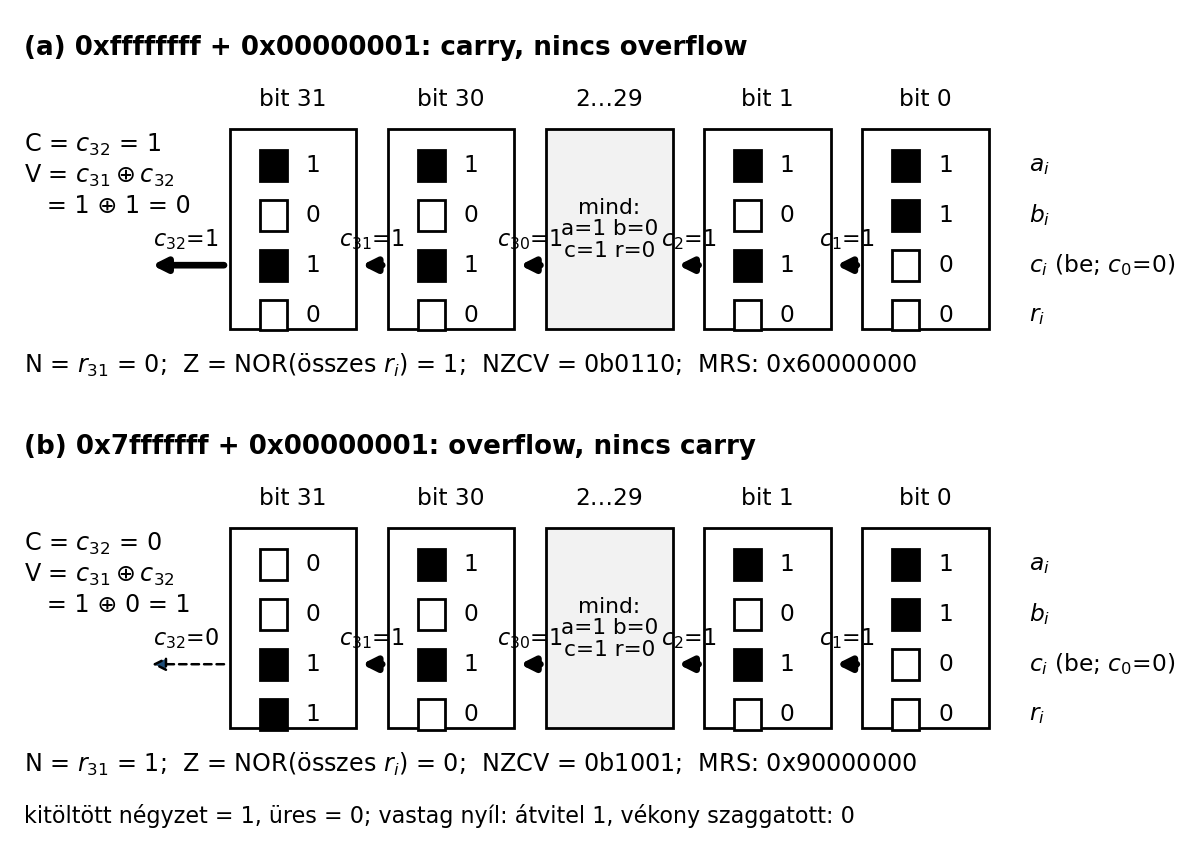 (a) 0xffffffff + 0x00000001: carry, nincs overflow
bit 31 bit 30 2…29 bit 1 bit 0
C = c₃₂ = 1
V = c₃₁ ⊕ c₃₂
= 1 ⊕ 1 = 0
1 1 1 1 aᵢ
0 0 0 1 bᵢ
mind:
a=1 b=0
c=1 r=0
c₃₂=1 c₃₁=1 c₃₀=1 c₂=1 c₁=1
1 1 1 0 cᵢ (be; c₀=0)
0 0 0 0 rᵢ
N = r₃₁ = 0; Z = NOR(összes rᵢ) = 1; NZCV = 0b0110; MRS: 0x60000000
(b) 0x7fffffff + 0x00000001: overflow, nincs carry
bit 31 bit 30 2…29 bit 1 bit 0
C = c₃₂ = 0
V = c₃₁ ⊕ c₃₂
= 1 ⊕ 0 = 1
0 1 1 1 aᵢ
0 0 0 1 bᵢ
mind:
a=1 b=0
c=1 r=0
c₃₂=0 c₃₁=1 c₃₀=1 c₂=1 c₁=1
1 1 1 0 cᵢ (be; c₀=0)
1 0 0 0 rᵢ
N = r₃₁ = 1; Z = NOR(összes rᵢ) = 0; NZCV = 0b1001; MRS: 0x90000000
kitöltött négyzet = 1, üres = 0; vastag nyíl: átvitel 1, vékony szaggatott: 0